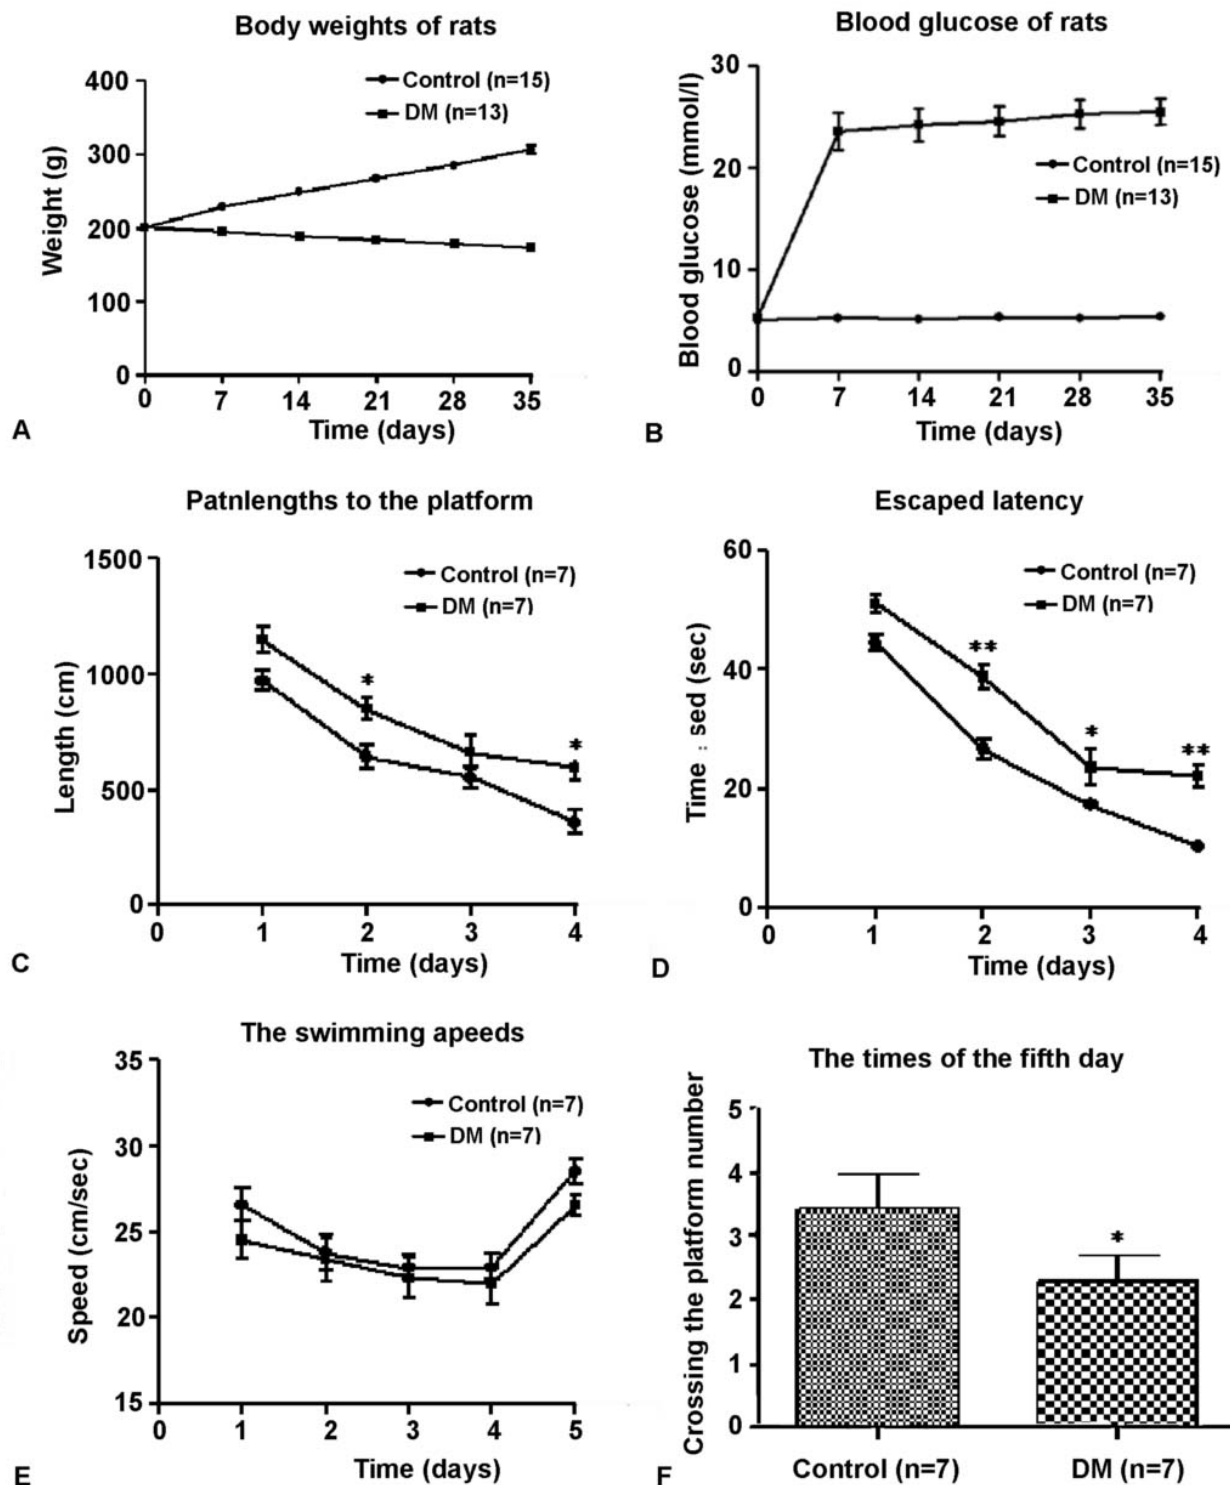 Body weights of rats
Control (n=15)
DM (n=13)
Weight (g)
400
300
200
100
0
0 7 14 21 28 35
Time (days)
A
Blood glucose of rats
Control (n=15)
DM (n=13)
Blood glucose (mmol/l)
30
20
10
0
0 7 14 21 28 35
Time (days)
B
Patnlengths to the platform
Control (n=7)
DM (n=7)
Length (cm)
1500
1000
500
0
*
*
0 1 2 3 4
Time (days)
C
Escaped latency
Control (n=7)
DM (n=7)
Time : sed (sec)
60
40
20
0
**
*
**
0 1 2 3 4
Time (days)
D
The swimming apeeds
Control (n=7)
DM (n=7)
Speed (cm/sec)
35
30
25
20
15
0 1 2 3 4 5
Time (days)
E
The times of the fifth day
Crossing the platform number
5
4
3
2
1
0
*
Control (n=7) DM (n=7)
F